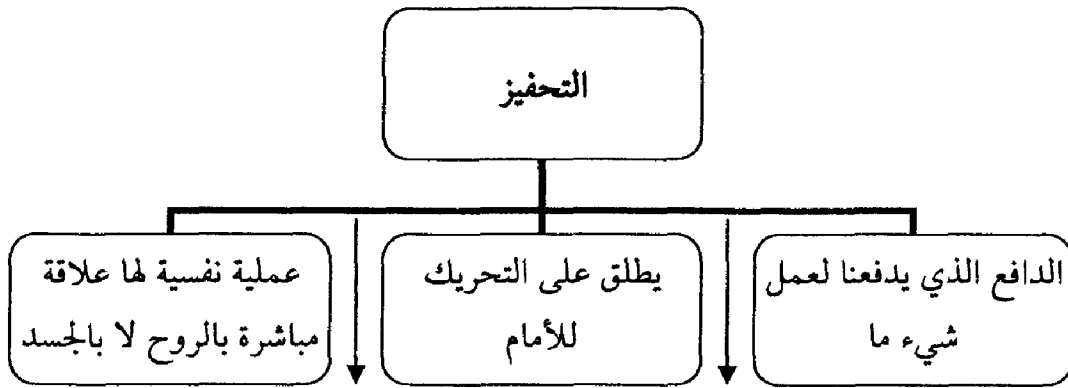 التحفيز
الدافع الذي يدفعنا لعمل
شيء ما
يطلق على التحريك
للأمام
عملية نفسية لها علاقة
مباشرة بالروح لا بالجسد